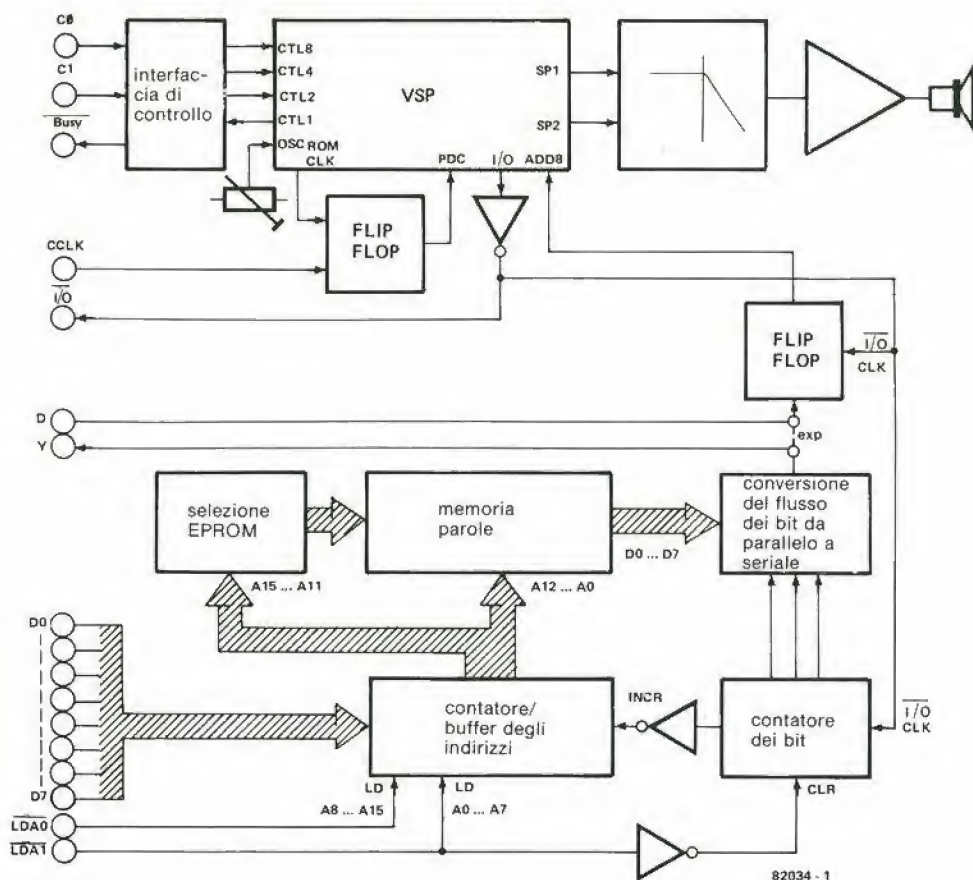 C0
C1
Busy
interfac-
cia di
controllo
CTL8
CTL4
CTL2
CTL1
OSC ROM
CLK
VSP
SP1
SP2
PDC I/O ADD8
FLIP
FLOP
CCLK
I/O
FLIP
FLOP
I/O
CLK
D
Y
exp
selezione
EPROM
memoria
parole
conversione
del flusso
dei bit da
parallelo a
seriale
D0 ... D7
A15 ... A11
A12 ... A0
D0
D7
contatore/
buffer degli
indirizzi
INCR
contatore
dei bit
I/O
CLK
LD
LD
CLR
A8 ... A15
A0 ... A7
LDA0
LDA1
82034 - 1